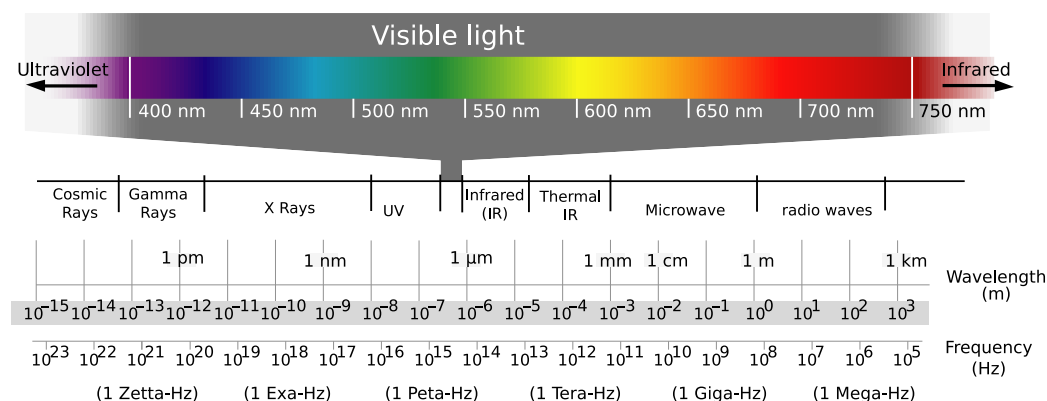 Visible light
Ultraviolet
Infrared
400 nm 450 nm 500 nm 550 nm 600 nm 650 nm 700 nm 750 nm
Cosmic
Rays
Gamma
Rays
X Rays
UV
Infrared
(IR)
Thermal
IR
Microwave
radio waves
1 pm 1 nm 1 μm 1 mm 1 cm 1 m 1 km
Wavelength
(m)
10⁻¹⁵ 10⁻¹⁴ 10⁻¹³ 10⁻¹² 10⁻¹¹ 10⁻¹⁰ 10⁻⁹ 10⁻⁸ 10⁻⁷ 10⁻⁶ 10⁻⁵ 10⁻⁴ 10⁻³ 10⁻² 10⁻¹ 10⁰ 10¹ 10² 10³
10²³ 10²² 10²¹ 10²⁰ 10¹⁹ 10¹⁸ 10¹⁷ 10¹⁶ 10¹⁵ 10¹⁴ 10¹³ 10¹² 10¹¹ 10¹⁰ 10⁹ 10⁸ 10⁷ 10⁶ 10⁵
Frequency
(Hz)
(1 Zetta-Hz) (1 Exa-Hz) (1 Peta-Hz) (1 Tera-Hz) (1 Giga-Hz) (1 Mega-Hz)